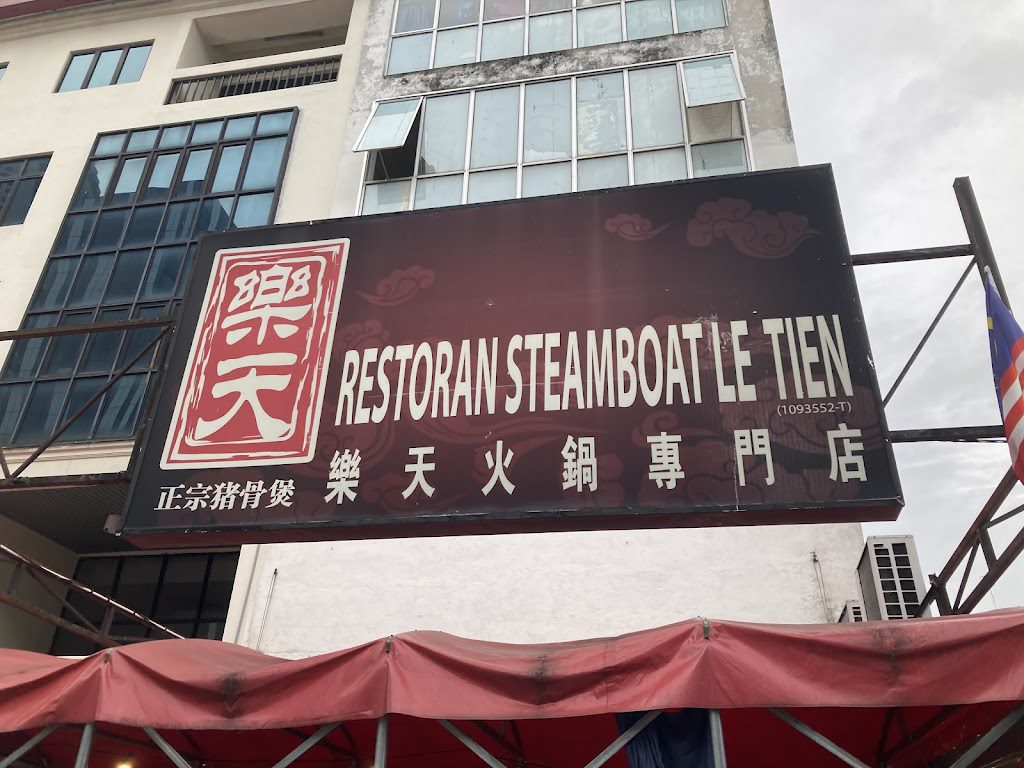 樂天
RESTORAN STEAMBOAT LE TIEN
(1093552-T)
正宗猪骨煲
樂天火鍋專門店